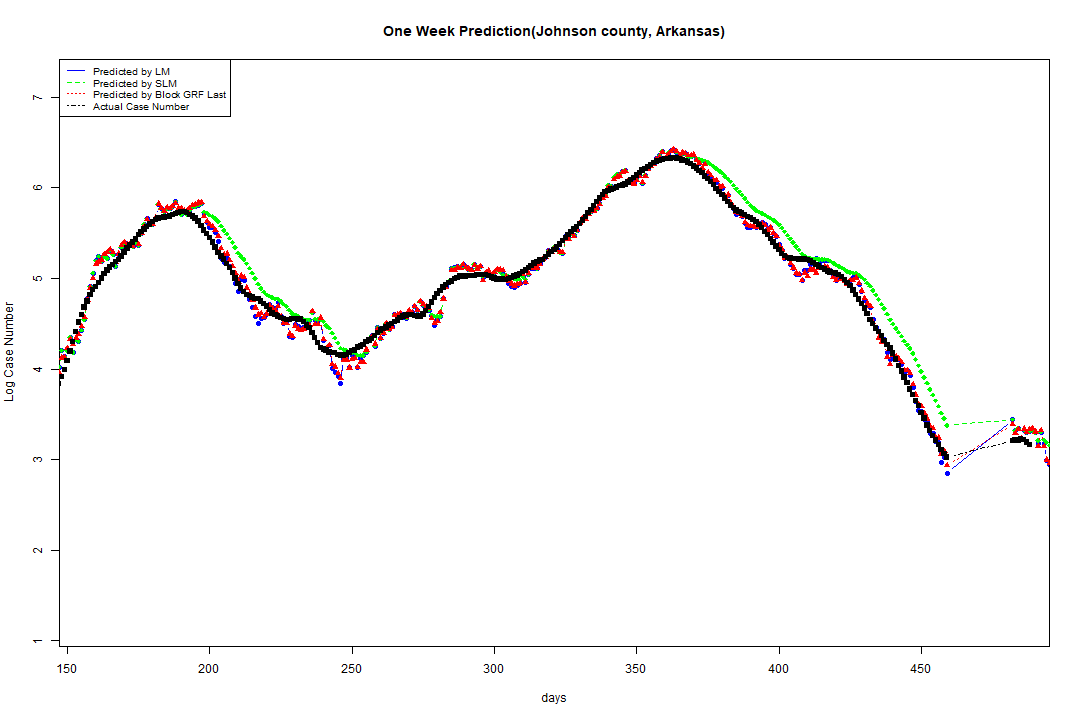 One Week Prediction(Johnson county, Arkansas)
Predicted by LM
Predicted by SLM
Predicted by Block GRF Last
Actual Case Number
7
6
5
4
3
2
1
Log Case Number
150 200 250 300 350 400 450
days